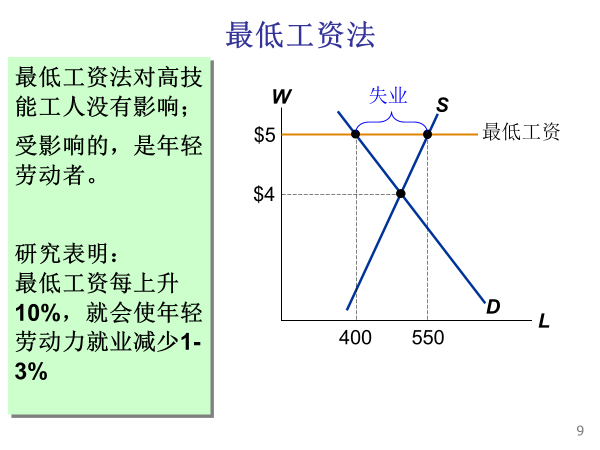 最低工资法
最低工资法对高技
能工人没有影响；
受影响的，是年轻
劳动者。
研究表明：
最低工资每上升
10%，就会使年轻
劳动力就业减少1-
3%
W
失业
S
$5
最低工资
$4
D
L
400
550
9